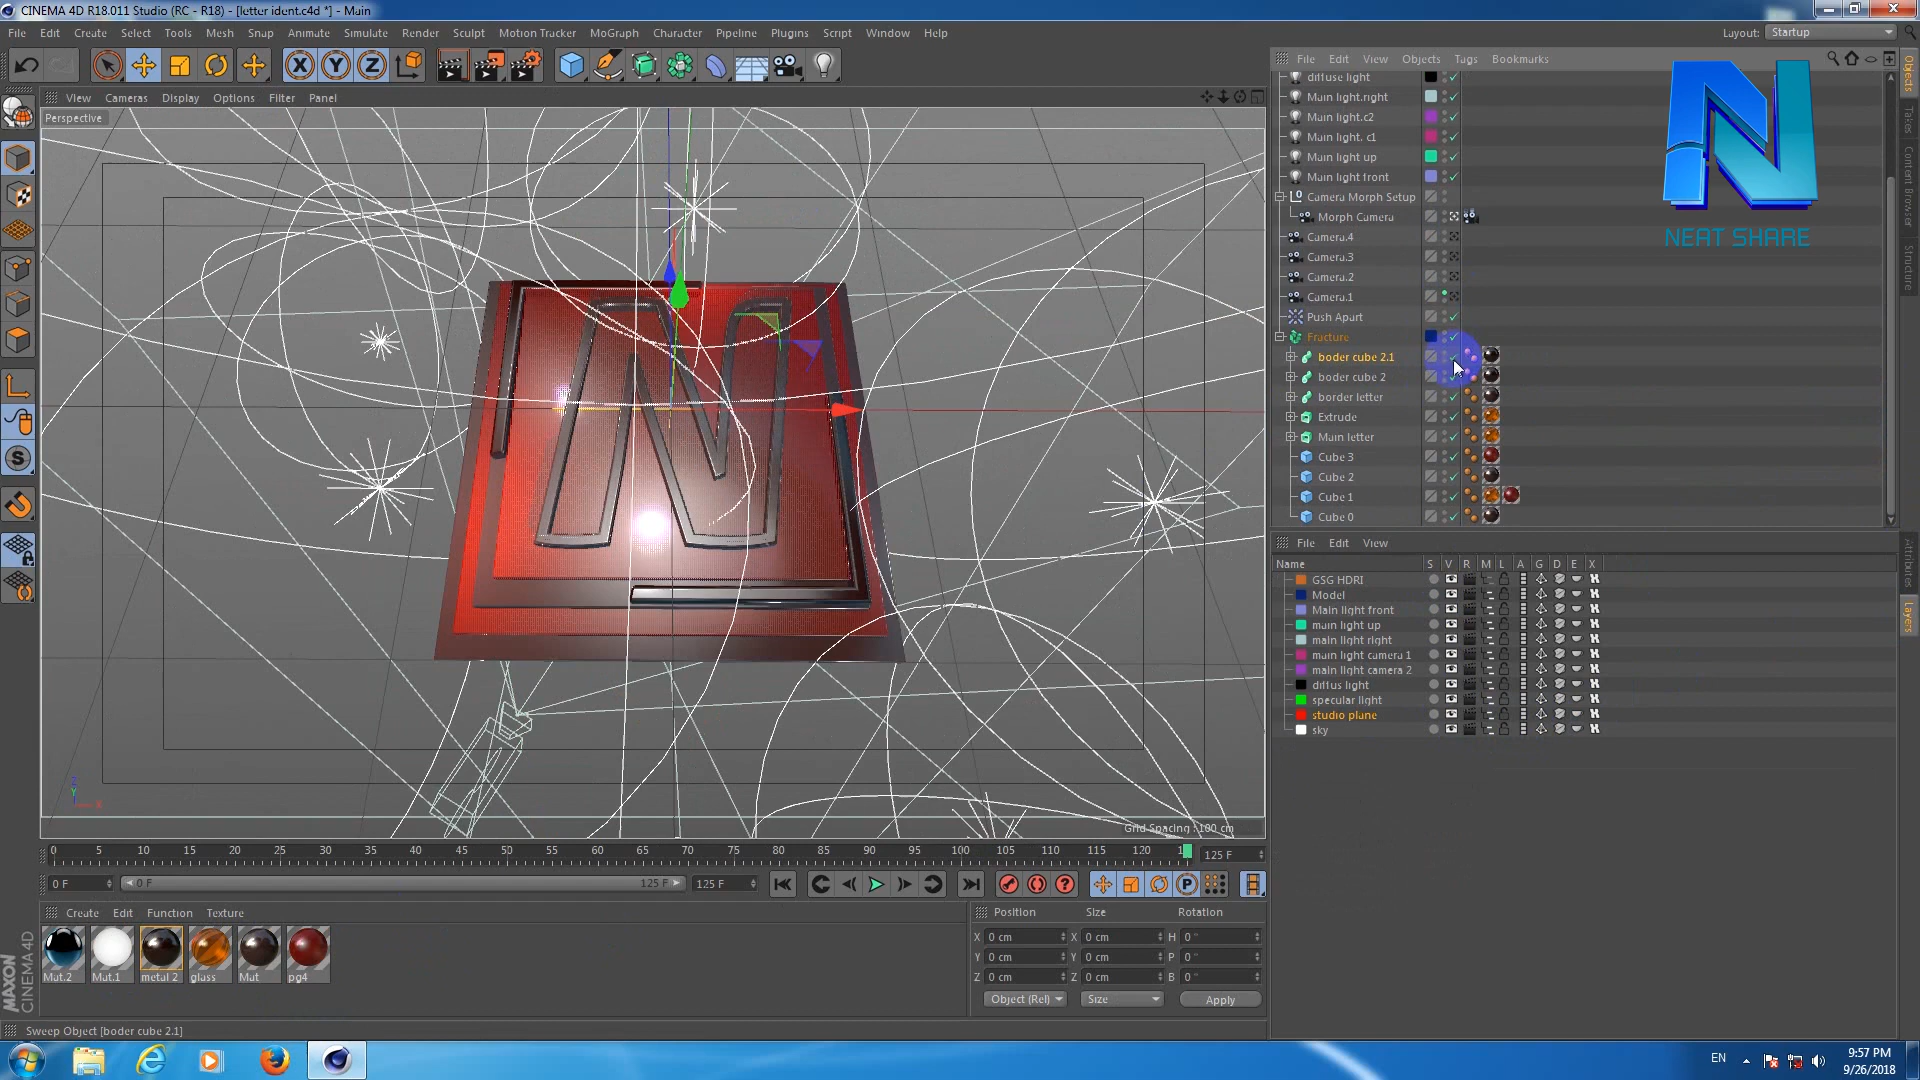 CINEMA 4D R18.011 Studio (RC - R18) - [letter ident.c4d *] - Main
File Edit Create Select Tools Mesh Snap Animate Simulate Render Sculpt Motion Tracker MoGraph Character Pipeline Plugins Script Window Help
Layout: Startup
File Edit View Objects Tags Bookmarks
View Cameras Display Options Filter Panel
Perspective
diffuse light
Main light.right
Main light.c2
Main light. c1
Main light up
Main light front
Camera Morph Setup
Morph Camera
Camera.4
Camera.3
Camera.2
Camera.1
Push Apart
Fracture
boder cube 2.1
boder cube 2
border letter
Extrude
Main letter
Cube 3
Cube 2
Cube 1
Cube 0
NEAT SHARE
Objects
Takes
Content Browser
Structure
File Edit View
Name S V R M L A G D E X
GSG HDRI
Model
Main light front
main light up
main light right
main light camera 1
main light camera 2
diffus light
specular light
studio plane
sky
Attributes
Layers
Grid Spacing : 100 cm
0 5 10 15 20 25 30 35 40 45 50 55 60 65 70 75 80 85 90 95 100 105 110 115 120
125 F
0 F 0 F 125 F 125 F
Create Edit Function Texture
Mat.2 Mat.1 metal 2 glass Mat pg4
Position Size Rotation
X 0 cm X 0 cm H 0 °
Y 0 cm Y 0 cm P 0 °
Z 0 cm Z 0 cm B 0 °
Object (Rel) Size Apply
MAXON CINEMA 4D
Sweep Object [boder cube 2.1]
EN
9:57 PM
9/26/2018